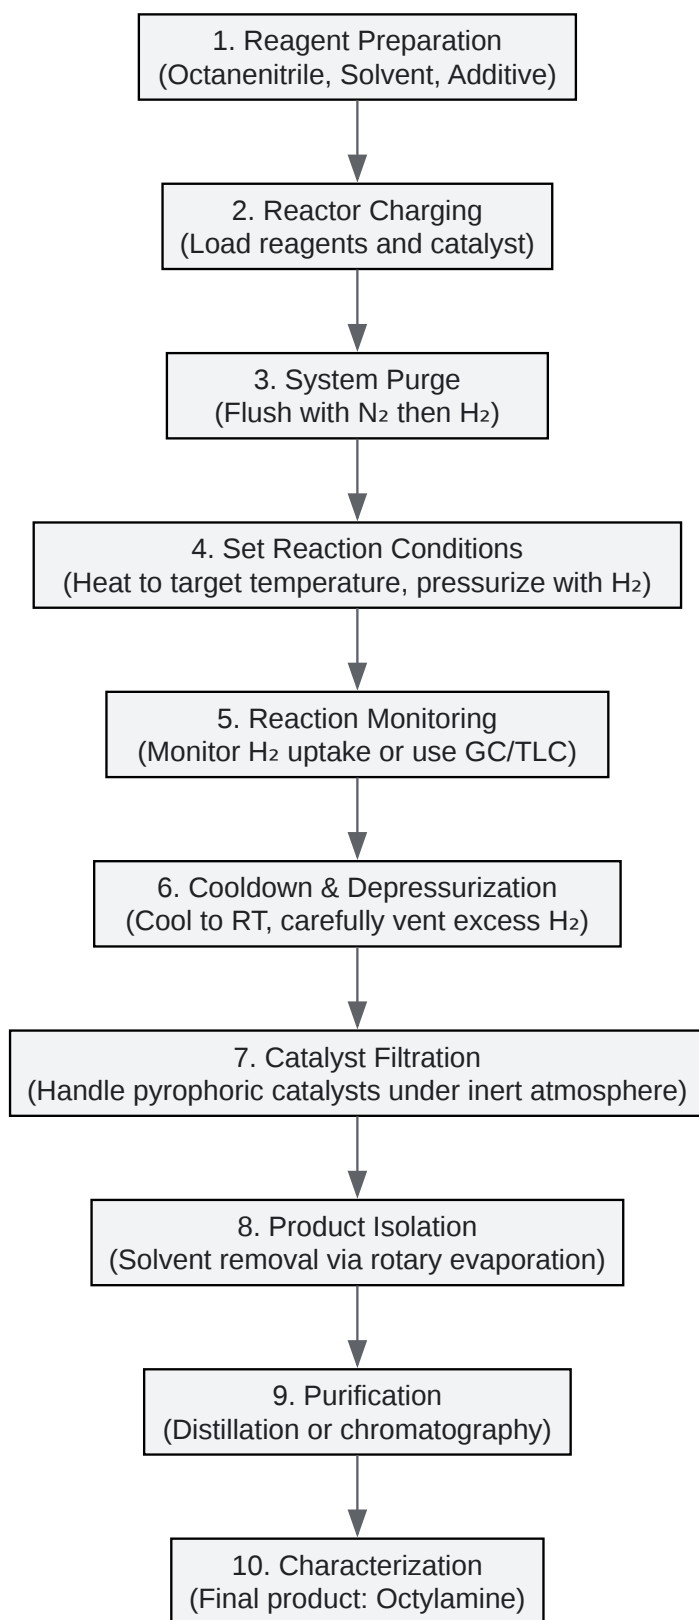 1. Reagent Preparation
(Octanenitrile, Solvent, Additive)
2. Reactor Charging
(Load reagents and catalyst)
3. System Purge
(Flush with N₂ then H₂)
4. Set Reaction Conditions
(Heat to target temperature, pressurize with H₂)
5. Reaction Monitoring
(Monitor H₂ uptake or use GC/TLC)
6. Cooldown & Depressurization
(Cool to RT, carefully vent excess H₂)
7. Catalyst Filtration
(Handle pyrophoric catalysts under inert atmosphere)
8. Product Isolation
(Solvent removal via rotary evaporation)
9. Purification
(Distillation or chromatography)
10. Characterization
(Final product: Octylamine)